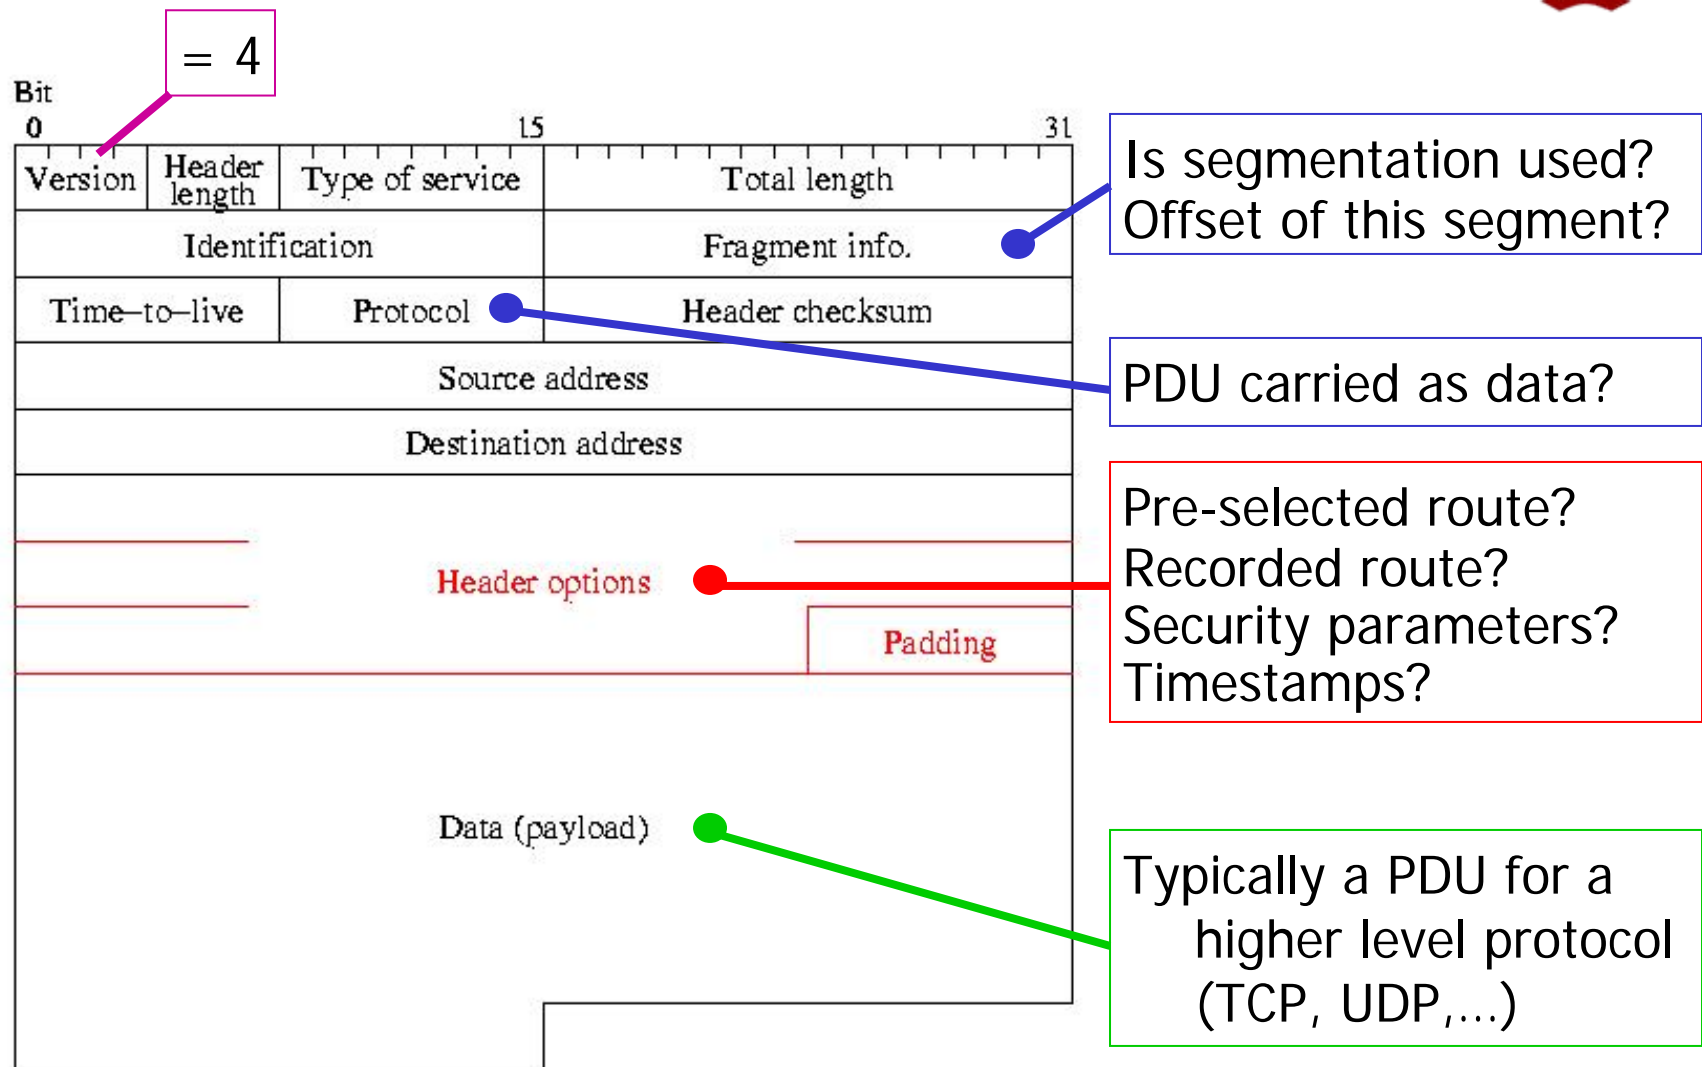 = 4
Bit
0 15 31
Version Header length Type of service Total length
Identification Fragment info.
Time-to-live Protocol Header checksum
Source address
Destination address
Header options
Padding
Data (payload)
Is segmentation used?
Offset of this segment?
PDU carried as data?
Pre-selected route?
Recorded route?
Security parameters?
Timestamps?
Typically a PDU for a
higher level protocol
(TCP, UDP,...)